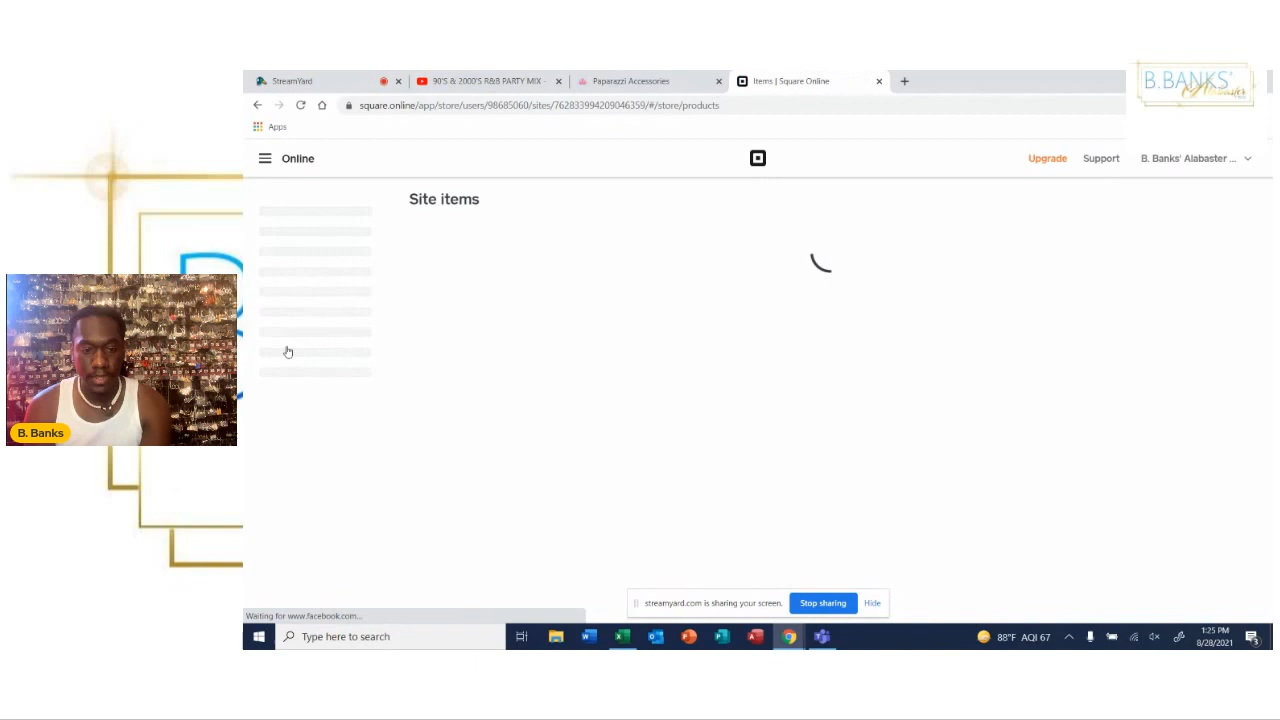 StreamYard
90'S & 2000'S R&B PARTY MIX -
Paparazzi Accessories
Items | Square Online
B.BANKS'
Alabaster
square.online/app/store/users/98685060/sites/762833994209046359/#/store/products
Apps
Online
Upgrade
Support
B. Banks' Alabaster ...
Site items
B. Banks
Waiting for www.facebook.com...
streamyard.com is sharing your screen.
Stop sharing
Hide
Type here to search
88°F AQI 67
1:25 PM
8/28/2021